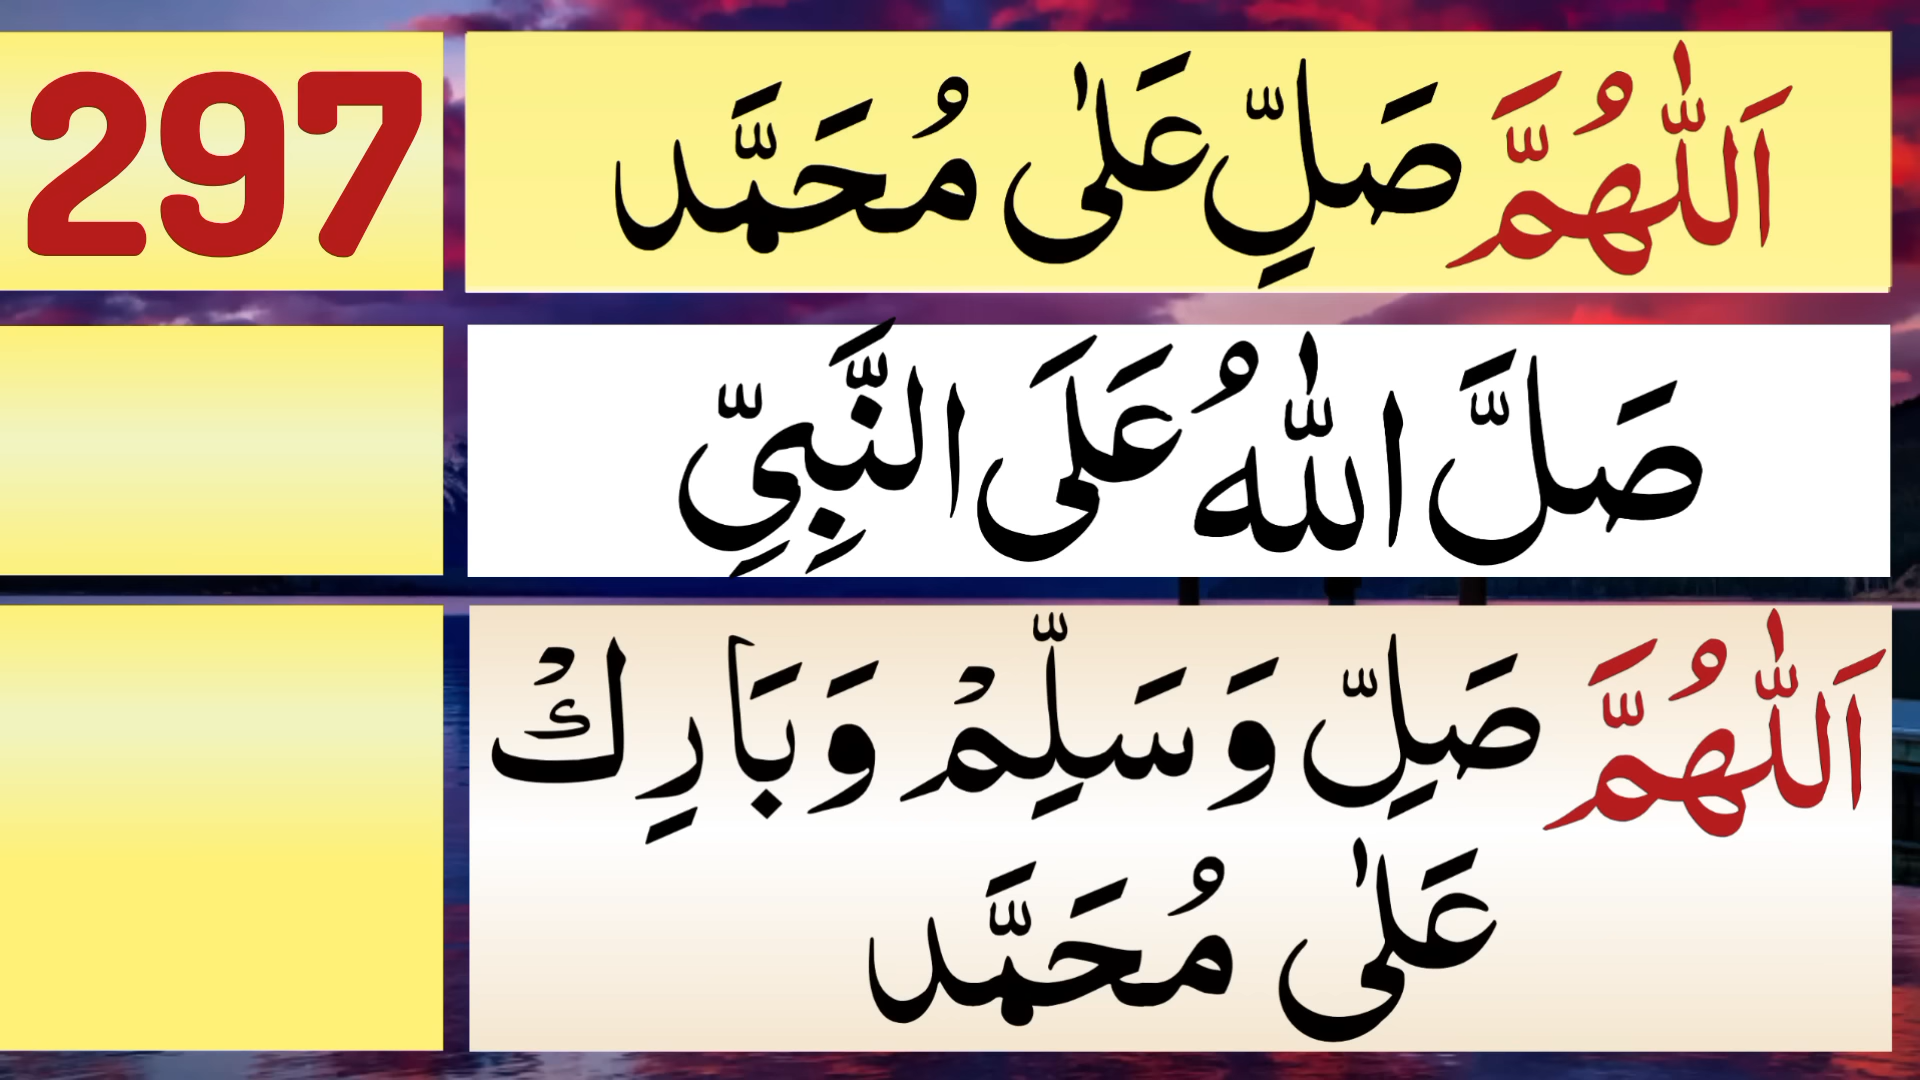 297
اَللّٰهُمَّ صَلِّ عَلٰى مُحَمَّد
صَلَّى اللّٰهُ عَلَى النَّبِيِّ
اَللّٰهُمَّ صَلِّ وَسَلِّمْ وَبَارِكْ
عَلٰى مُحَمَّد